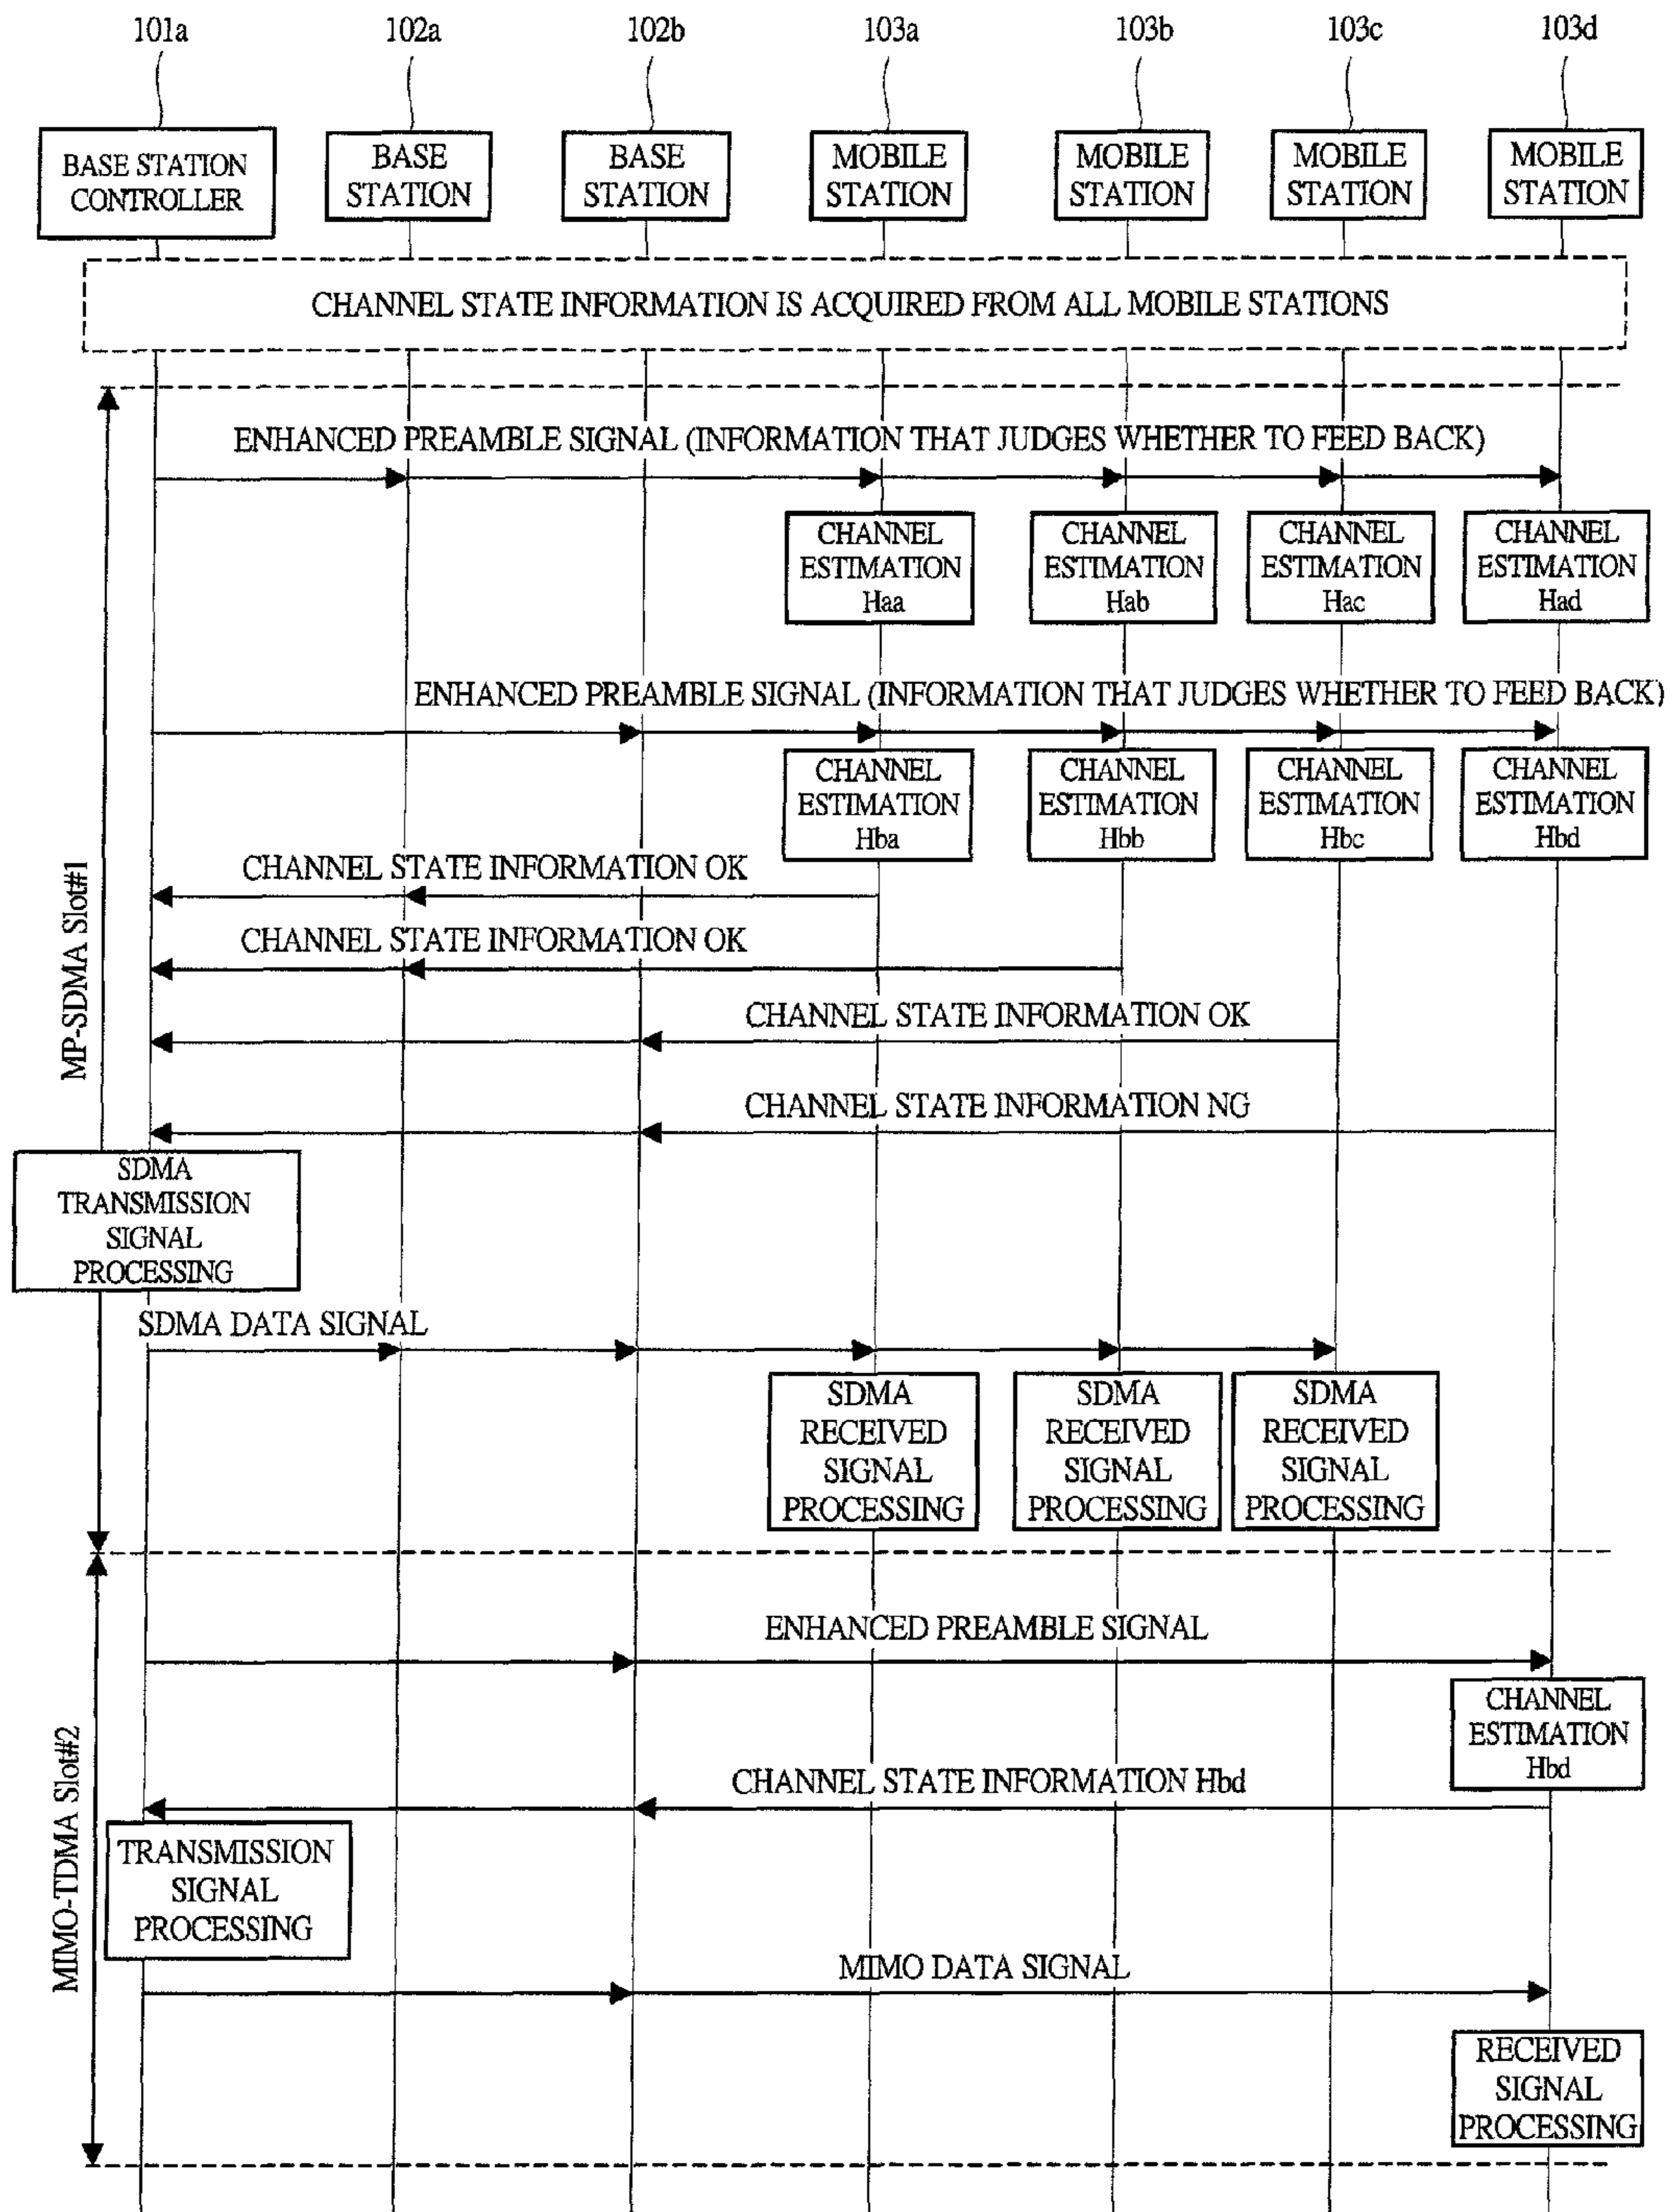 101a 102a 102b 103a 103b 103c 103d
BASE STATION
CONTROLLER
BASE
STATION
BASE
STATION
MOBILE
STATION
MOBILE
STATION
MOBILE
STATION
MOBILE
STATION
CHANNEL STATE INFORMATION IS ACQUIRED FROM ALL MOBILE STATIONS
MP-SDMA Slot#1
ENHANCED PREAMBLE SIGNAL (INFORMATION THAT JUDGES WHETHER TO FEED BACK)
CHANNEL
ESTIMATION
Haa
CHANNEL
ESTIMATION
Hab
CHANNEL
ESTIMATION
Hac
CHANNEL
ESTIMATION
Had
ENHANCED PREAMBLE SIGNAL (INFORMATION THAT JUDGES WHETHER TO FEED BACK)
CHANNEL
ESTIMATION
Hba
CHANNEL
ESTIMATION
Hbb
CHANNEL
ESTIMATION
Hbc
CHANNEL
ESTIMATION
Hbd
CHANNEL STATE INFORMATION OK
CHANNEL STATE INFORMATION OK
CHANNEL STATE INFORMATION OK
CHANNEL STATE INFORMATION NG
SDMA
TRANSMISSION
SIGNAL
PROCESSING
SDMA DATA SIGNAL
SDMA
RECEIVED
SIGNAL
PROCESSING
SDMA
RECEIVED
SIGNAL
PROCESSING
SDMA
RECEIVED
SIGNAL
PROCESSING
MIMO-TDMA Slot#2
ENHANCED PREAMBLE SIGNAL
CHANNEL
ESTIMATION
Hbd
CHANNEL STATE INFORMATION Hbd
TRANSMISSION
SIGNAL
PROCESSING
MIMO DATA SIGNAL
RECEIVED
SIGNAL
PROCESSING